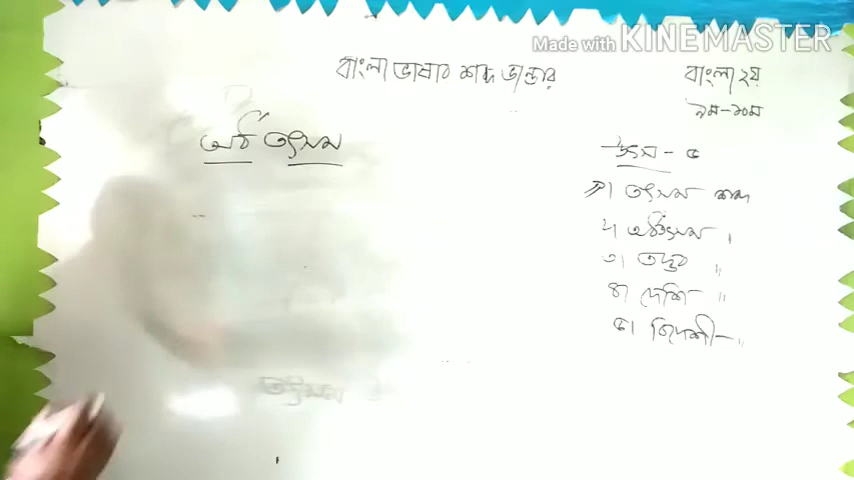 Made with KINEMASTER
বাংলা ভাষার শব্দ ভান্ডার
বাংলা ২য়
৯ম-১০ম
অর্ধ তৎসম
উৎস - ৫
১। তৎসম শব্দ
২। অর্ধতৎসম "
৩। তদ্ভব "
৪। দেশি "
৫। বিদেশী - "